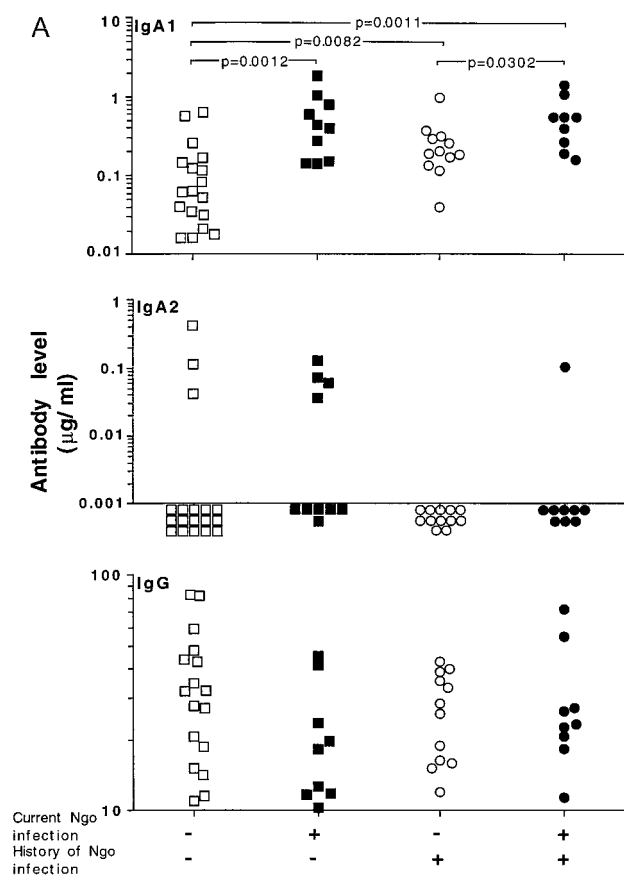 A
IgA1
p=0.0011
p=0.0082
p=0.0012
p=0.0302
10
1
0.1
0.01
IgA2
1
0.1
0.01
0.001
Antibody level
(µg/ml)
IgG
100
10
Current Ngo
infection
- + - +
History of Ngo
infection
- - + +